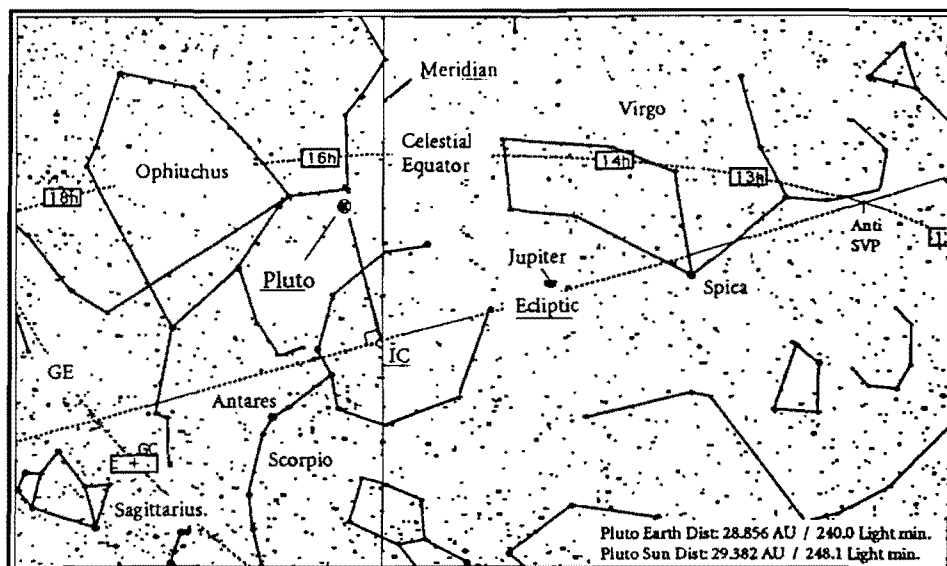 Meridian
Virgo
Celestial
Equator
16h
14h
13h
Ophiuchus
18h
Anti
SVP
Jupiter
Pluto
Ecliptic
Spica
IC
GE
Antares
GC
Scorpio
Sagittarius.
Pluto Earth Dist: 28.856 AU / 240.0 Light min.
Pluto Sun Dist: 29.382 AU / 248.1 Light min.